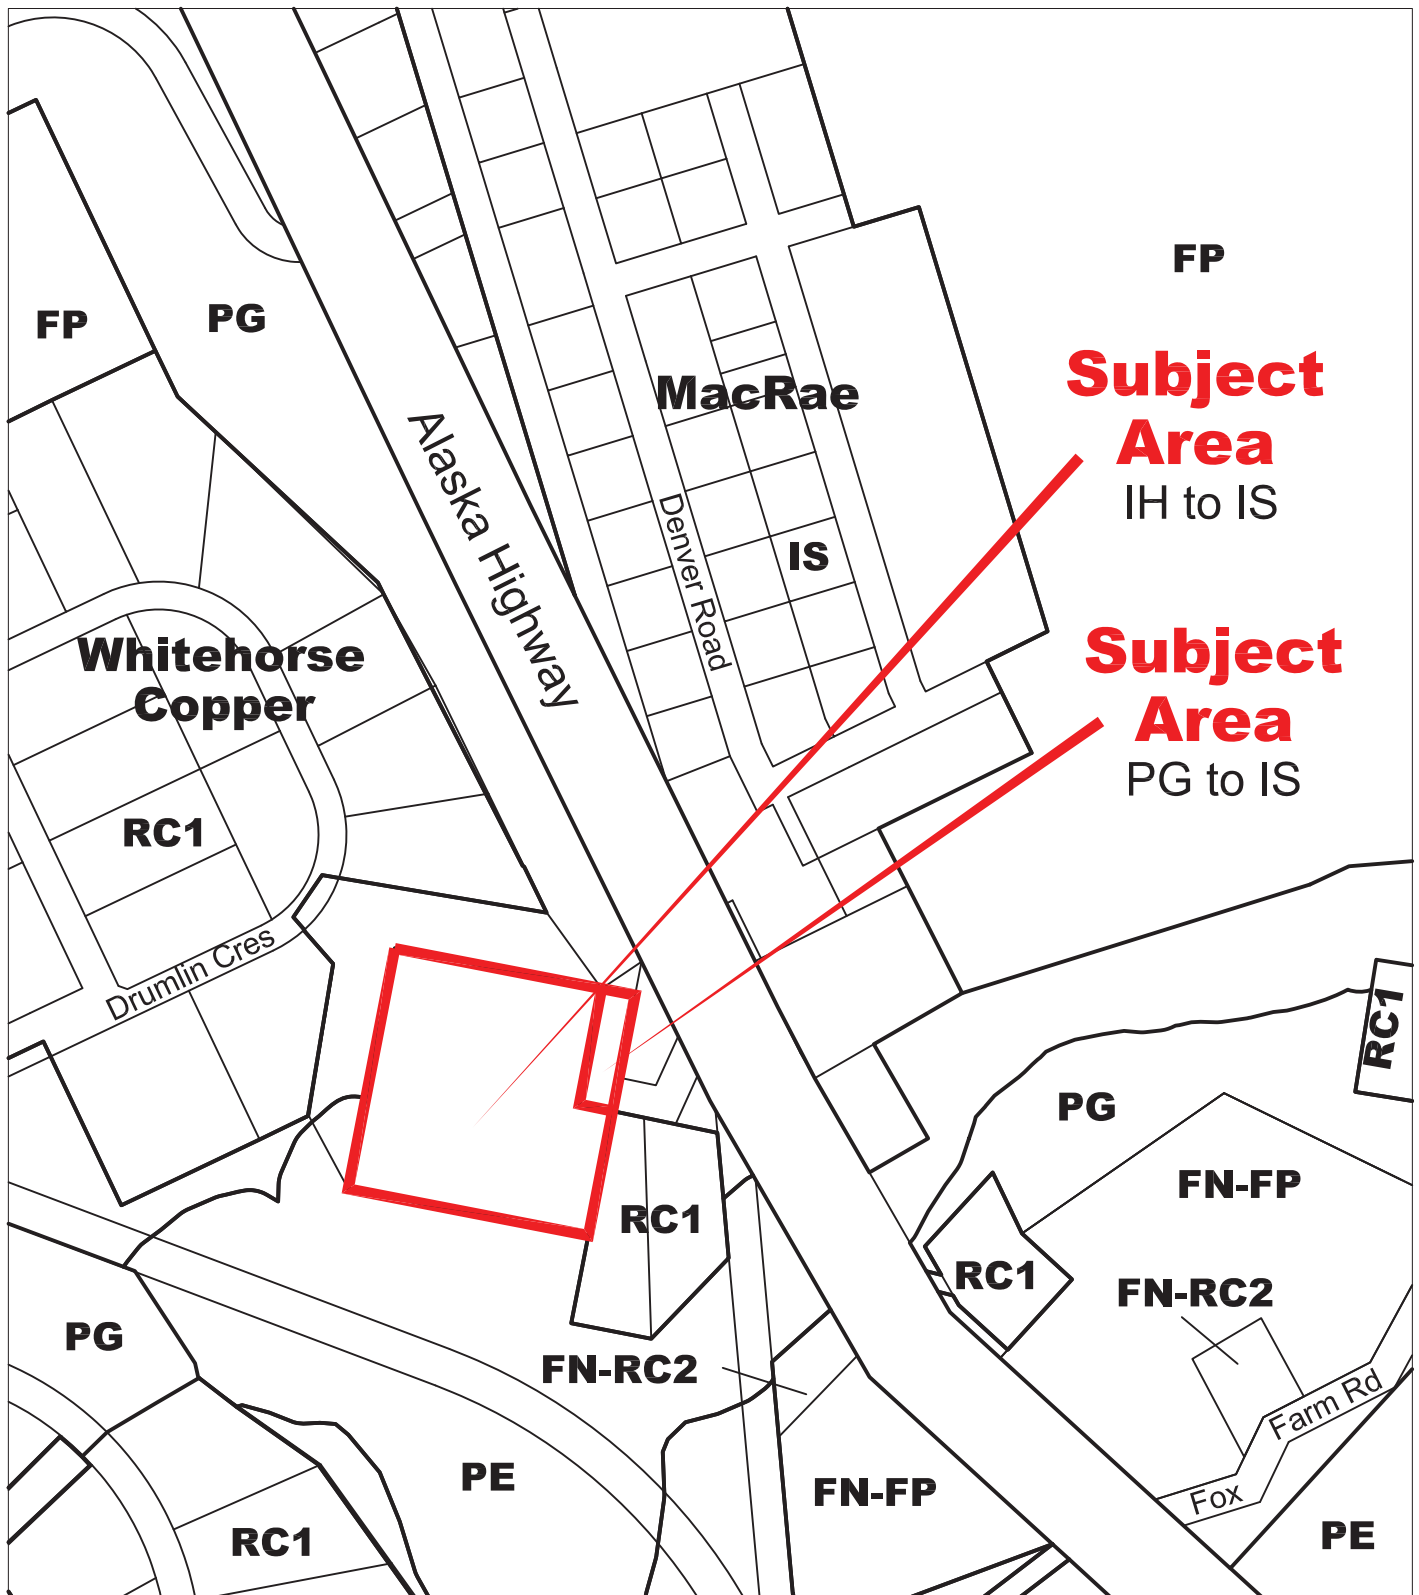 FP
FP
PG
Subject
Area
IH to IS
MacRae
Alaska Highway
Denver Road
IS
Subject
Area
PG to IS
Whitehorse
Copper
RC1
Drumlin Cres
RC1
PG
FN-FP
RC1
RC1
FN-RC2
PG
FN-RC2
Farm Rd
Fox
PE
FN-FP
RC1
PE